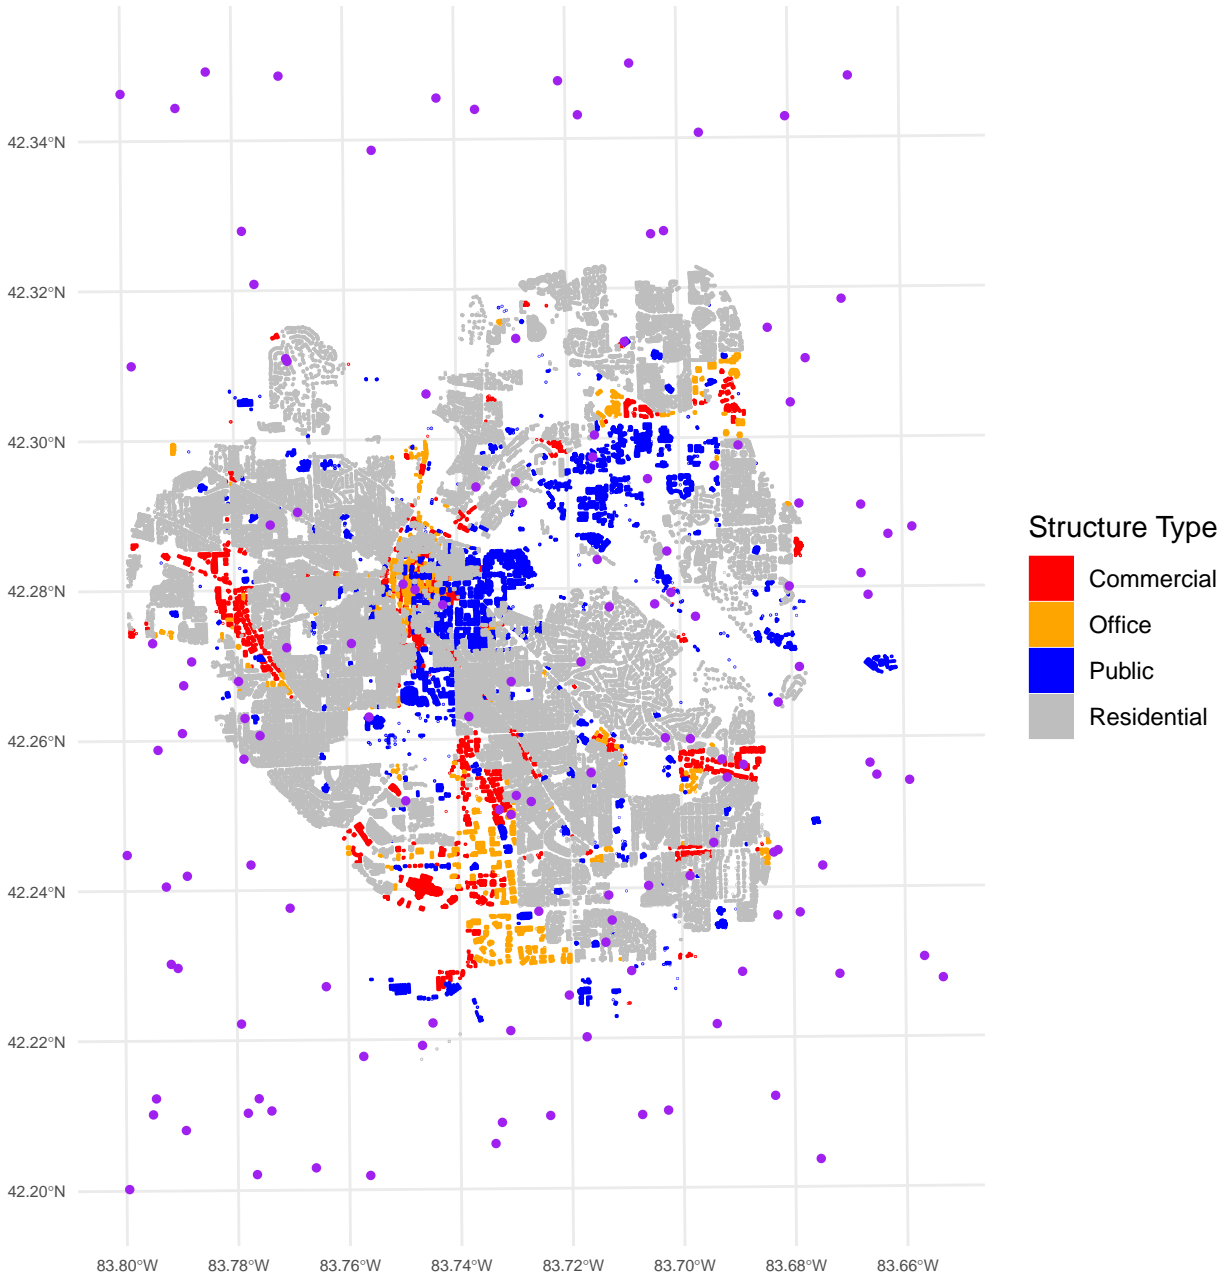 42.34°N
42.32°N
42.30°N
42.28°N
42.26°N
42.24°N
42.22°N
42.20°N
83.80°W 83.78°W 83.76°W 83.74°W 83.72°W 83.70°W 83.68°W 83.66°W
Structure Type
Commercial
Office
Public
Residential